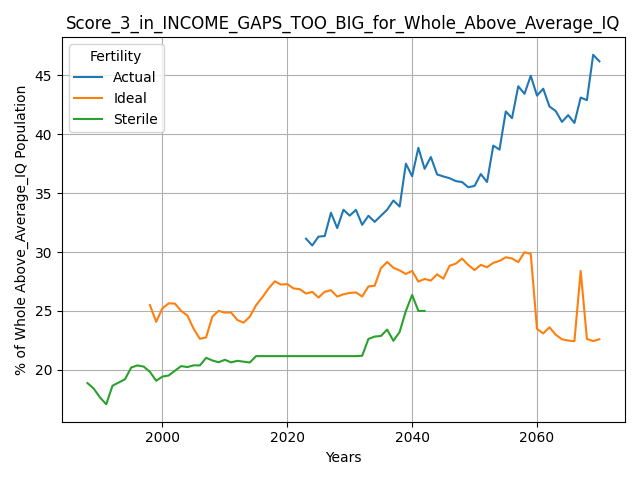 Score_3_in_INCOME_GAPS_TOO_BIG_for_Whole_Above_Average_IQ
Fertility
Actual
Ideal
Sterile
% of Whole Above_Average_IQ Population
45
40
35
30
25
20
2000 2020 2040 2060
Years